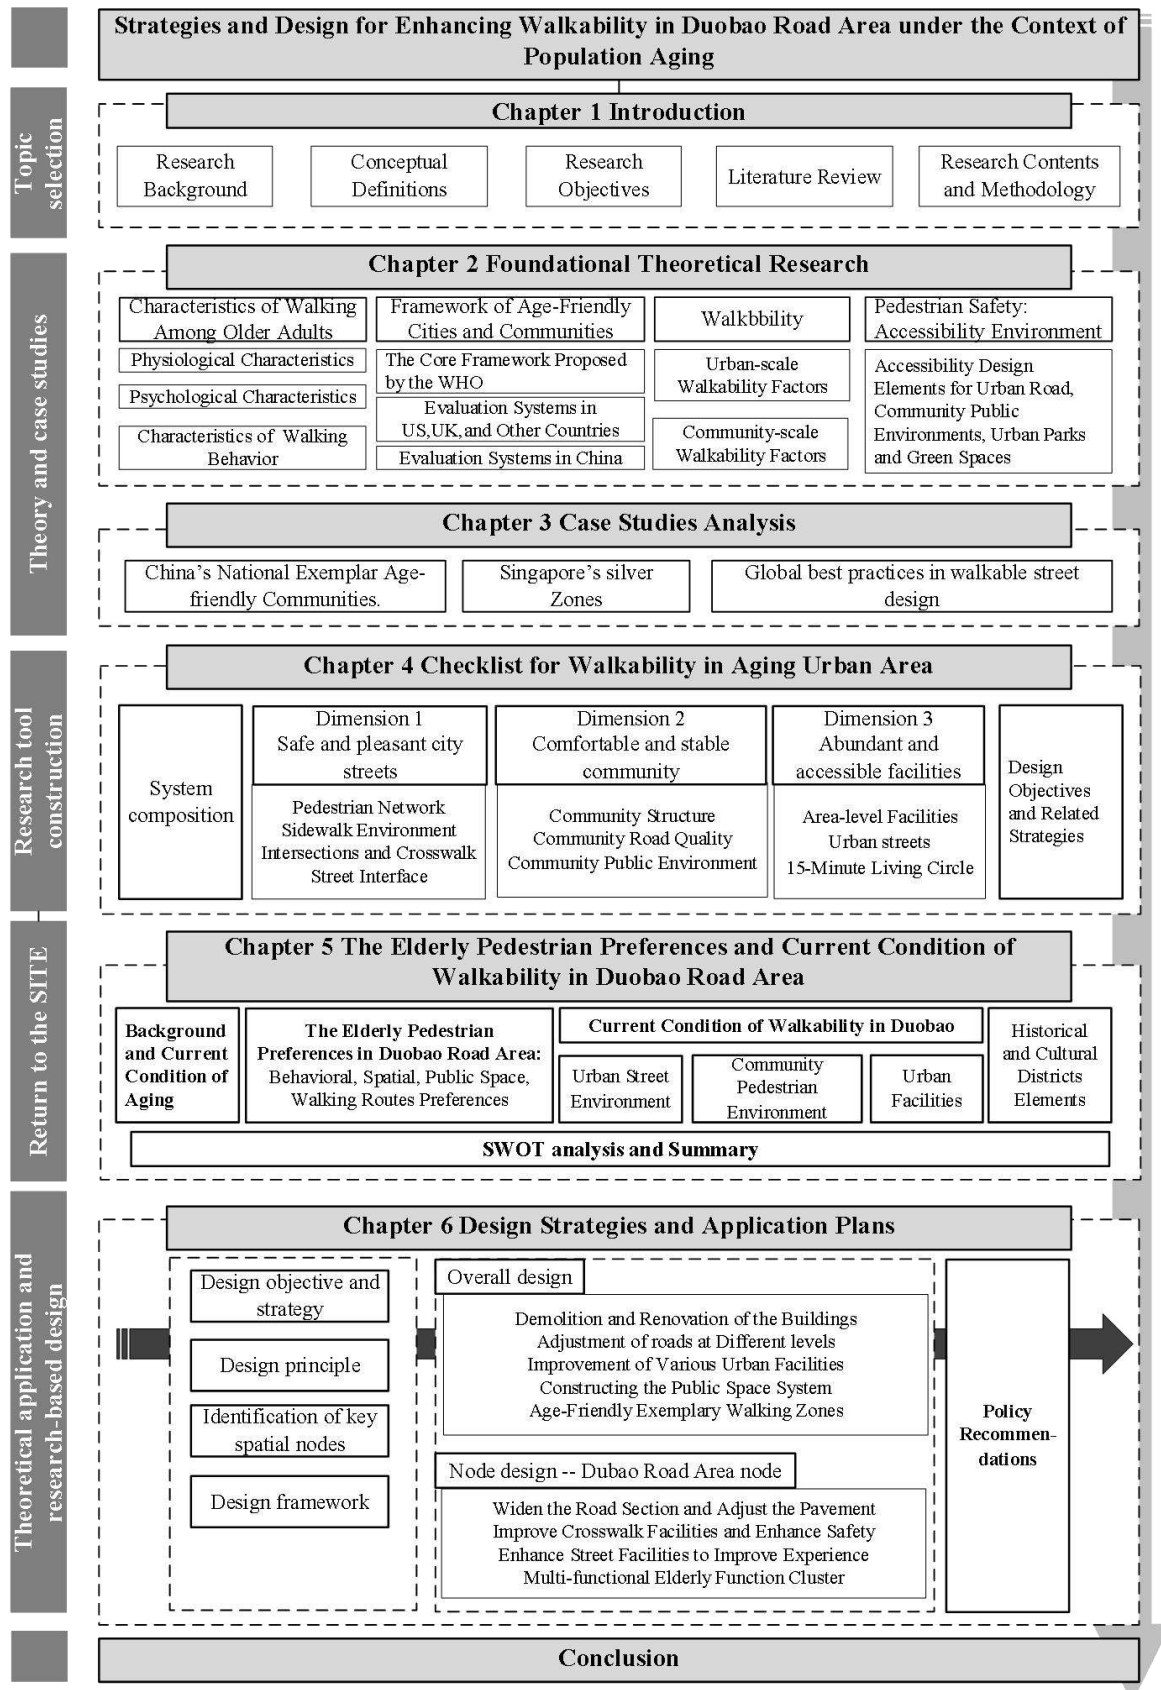 Strategies and Design for Enhancing Walkability in Duobao Road Area under the Context of
Population Aging
Topic
selection
Chapter 1 Introduction
Research
Background
Conceptual
Definitions
Research
Objectives
Literature Review
Research Contents
and Methodology
Theory and case studies
Chapter 2 Foundational Theoretical Research
Characteristics of Walking
Among Older Adults
Physiological Characteristics
Psychological Characteristics
Characteristics of Walking
Behavior
Framework of Age-Friendly
Cities and Communities
The Core Framework Proposed
by the WHO
Evaluation Systems in
US,UK,and Other Countries
Evaluation Systems in China
Walkbbility
Urban-scale
Walkability Factors
Community-scale
Walkability Factors
Pedestrian Safety:
Accessibility Environment
Accessibility Design
Elements for Urban Road,
Community Public
Environments, Urban Parks
and Green Spaces
Chapter 3 Case Studies Analysis
China's National Exemplar Age-
friendly Communities.
Singapore's silver
Zones
Global best practices in walkable street
design
Research tool
construction
Chapter 4 Checklist for Walkability in Aging Urban Area
System
composition
Dimension 1
Safe and pleasant city
streets
Pedestrian Network
Sidewalk Environment
Intersections and Crosswalk
Street Interface
Dimension 2
Comfortable and stable
community
Community Structure
Community Road Quality
Community Public Environment
Dimension 3
Abundant and
accessible facilities
Area-level Facilities
Urban streets
15-Minute Living Circle
Design
Objectives
and Related
Strategies
Return to the SITE
Chapter 5 The Elderly Pedestrian Preferences and Current Condition of
Walkability in Duobao Road Area
Background
and Current
Condition of
Aging
The Elderly Pedestrian
Preferences in Duobao Road Area:
Behavioral, Spatial, Public Space,
Walking Routes Preferences
Current Condition of Walkability in Duobao
Urban Street
Environment
Community
Pedestrian
Environment
Urban
Facilities
Historical
and Cultural
Districts
Elements
SWOT analysis and Summary
Theoretical application and
research-based design
Chapter 6 Design Strategies and Application Plans
Design objective and
strategy
Design principle
Identification of key
spatial nodes
Design framework
Overall design
Demolition and Renovation of the Buildings
Adjustment of roads at Different levels
Improvement of Various Urban Facilities
Constructing the Public Space System
Age-Friendly Exemplary Walking Zones
Node design -- Dubao Road Area node
Widen the Road Section and Adjust the Pavement
Improve Crosswalk Facilities and Enhance Safety
Enhance Street Facilities to Improve Experience
Multi-functional Elderly Function Cluster
Policy
Recommen-
dations
Conclusion